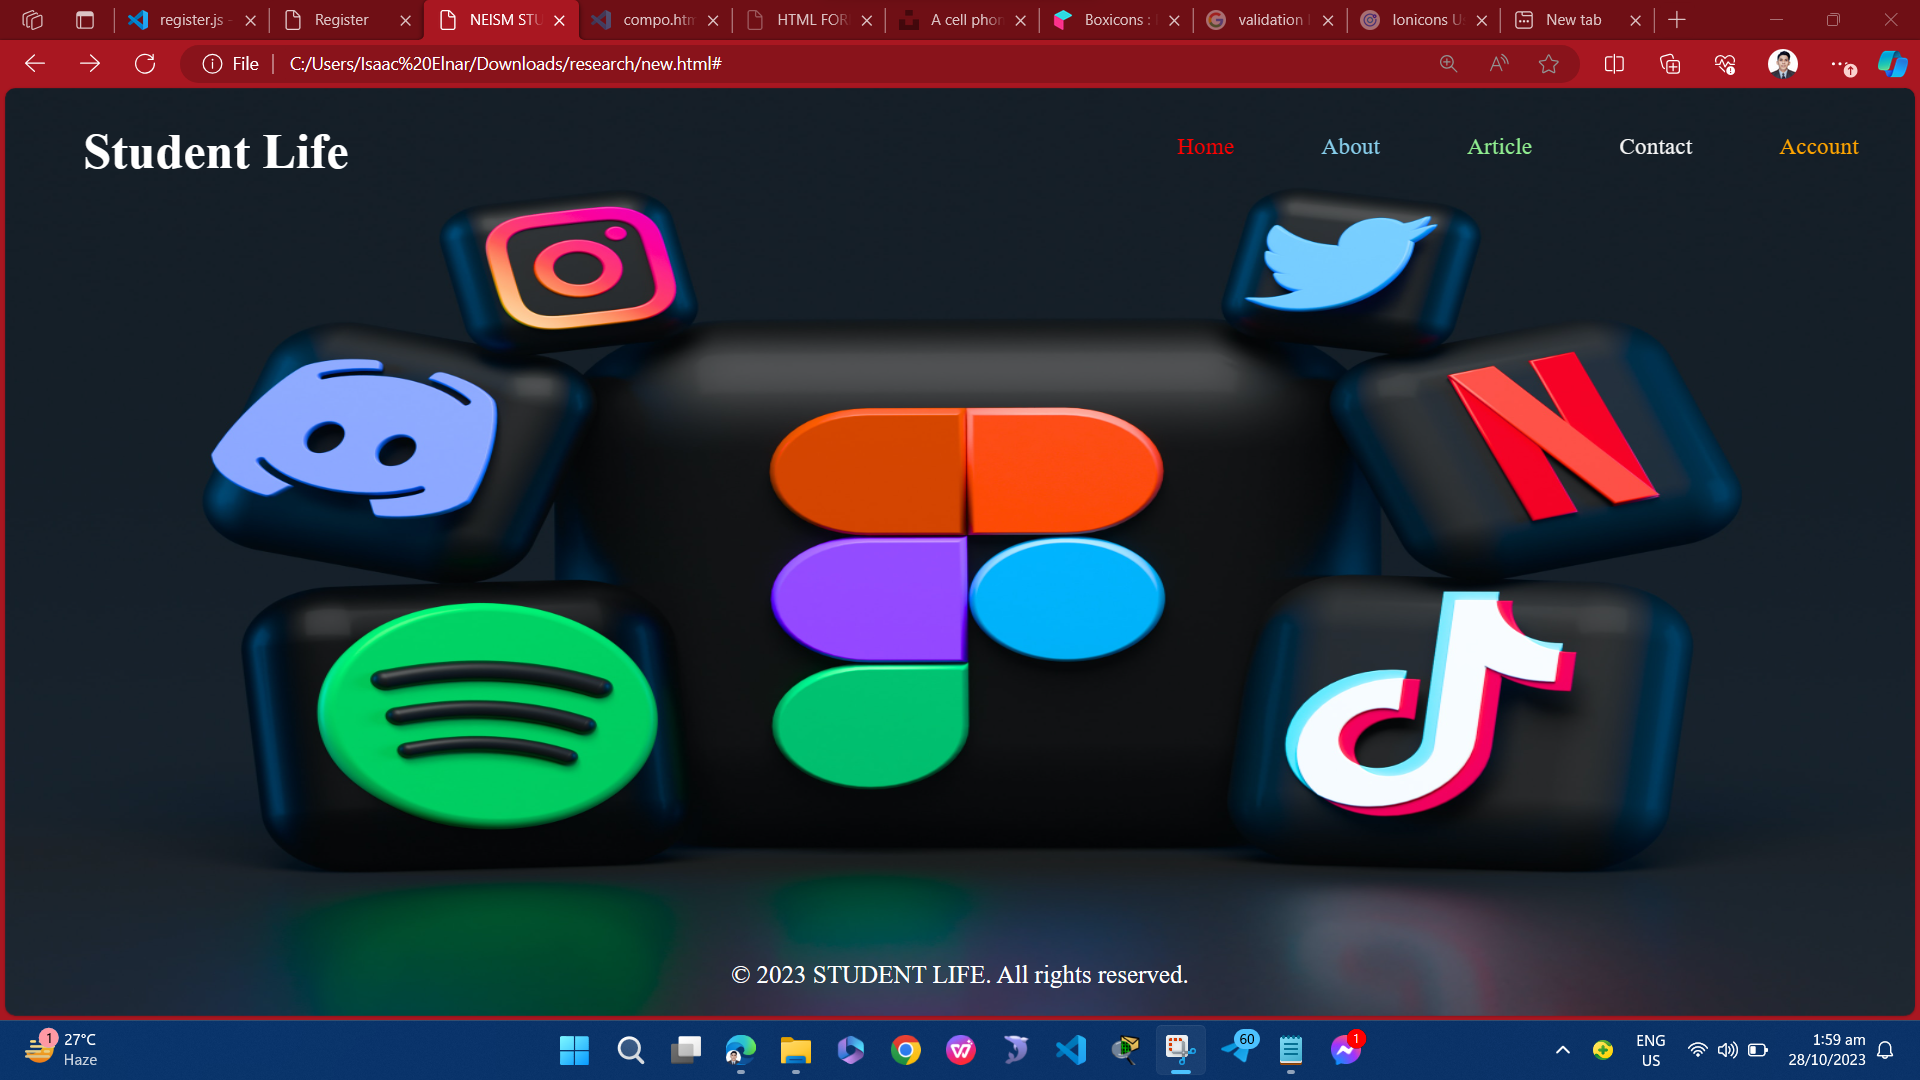 register.js -
Register
NEISM STU
compo.htm
HTML FOR
A cell phon
Boxicons :
validation
Ionicons U
New tab
File
C:/Users/Isaac%20Elnar/Downloads/research/new.html#
Student Life
Home
About
Article
Contact
Account
© 2023 STUDENT LIFE. All rights reserved.
1
27°C
Haze
60
1
ENG
US
1:59 am
28/10/2023